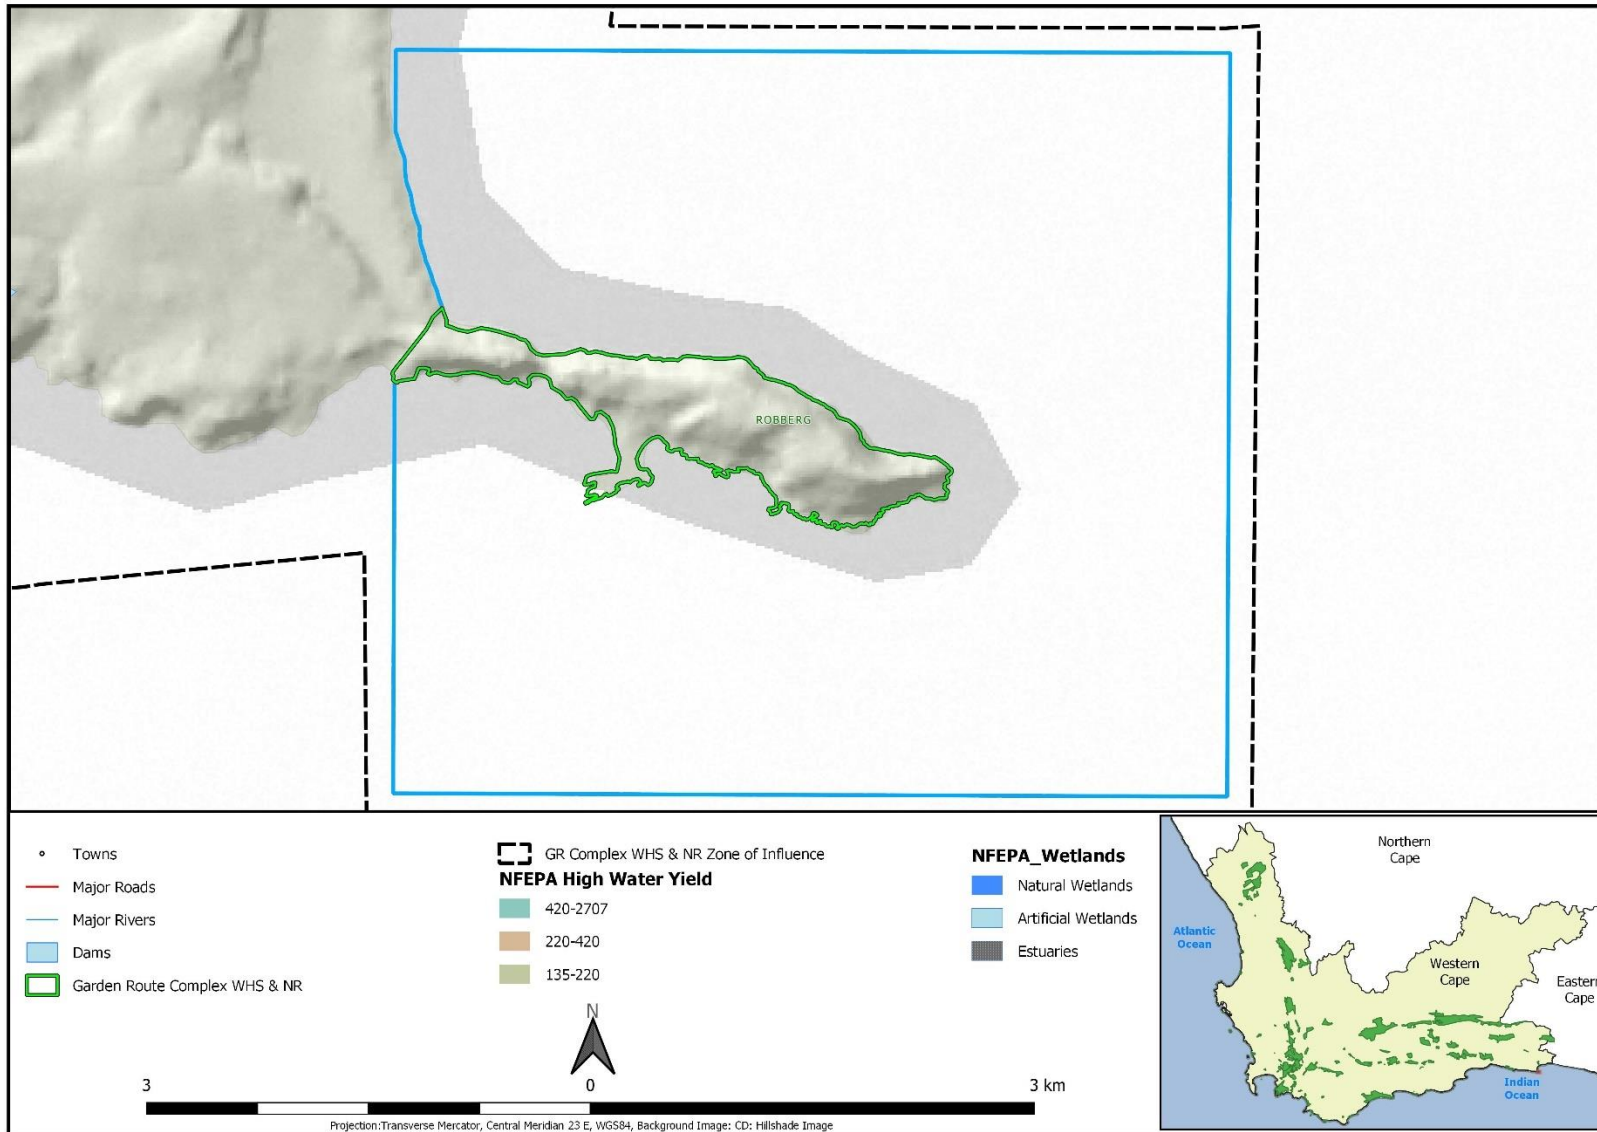 ROBBERG
Towns
Major Roads
Major Rivers
Dams
Garden Route Complex WHS & NR
GR Complex WHS & NR Zone of Influence
NFEPA High Water Yield
420-2707
220-420
135-220
NFEPA_Wetlands
Natural Wetlands
Artificial Wetlands
Estuaries
N
3
0
3 km
Projection:Transverse Mercator, Central Meridian 23 E, WGS84, Background Image: CD: Hillshade Image
Northern
Cape
Atlantic
Ocean
Western
Cape
Eastern
Cape
Indian
Ocean